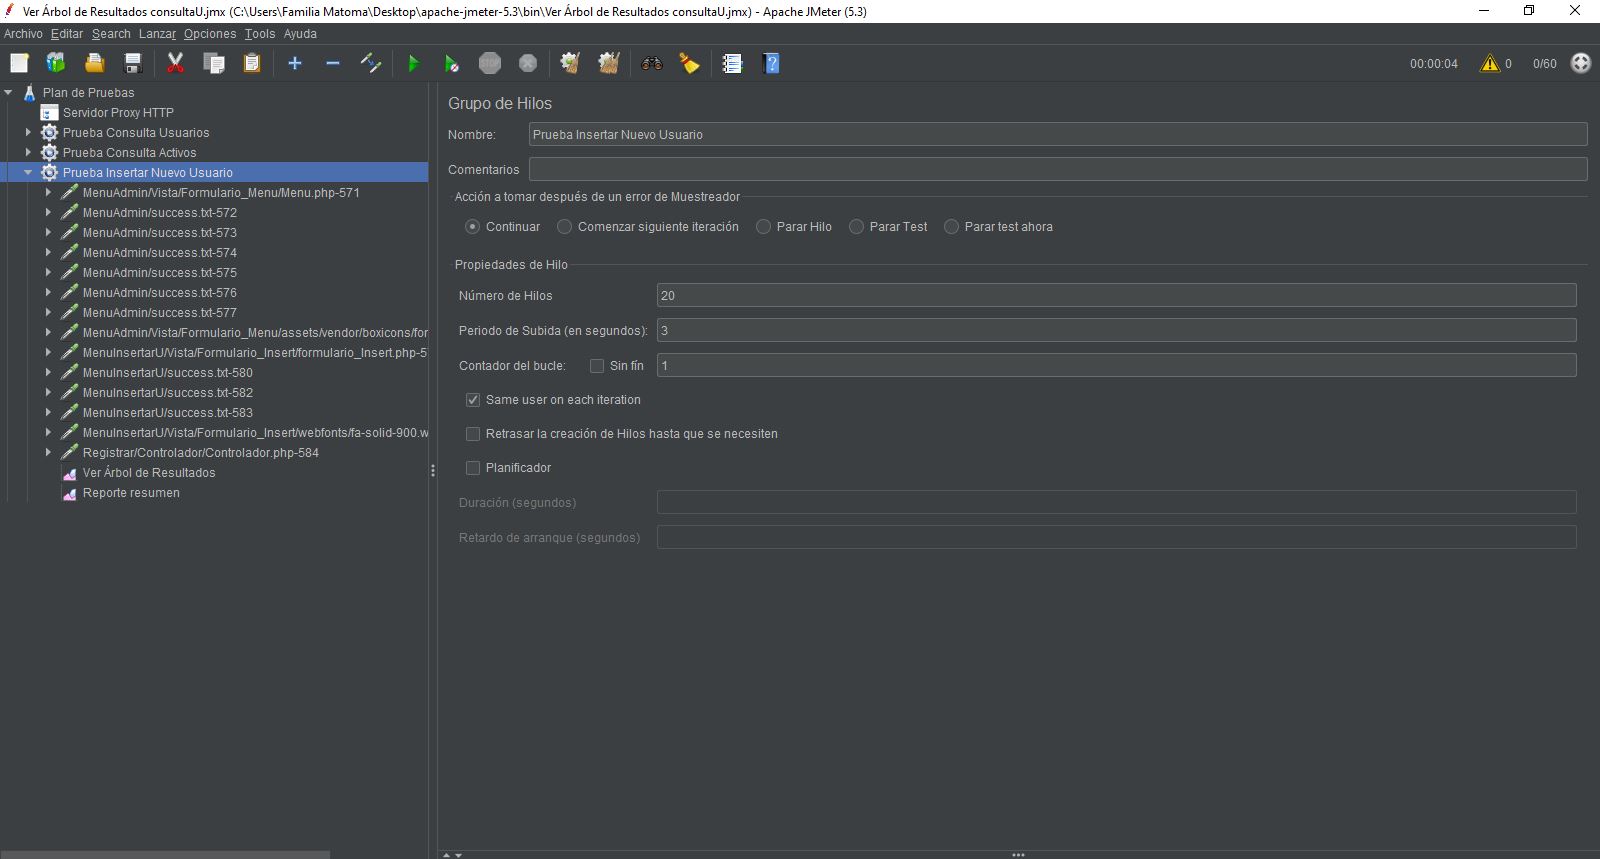 Ver Árbol de Resultados consultaU.jmx (C:\Users\Familia Matoma\Desktop\apache-jmeter-5.3\bin\Ver Árbol de Resultados consultaU.jmx) - Apache JMeter (5.3)
Archivo Editar Search Lanzar Opciones Tools Ayuda
STOP
00:00:04 0 0/60
Plan de Pruebas
Servidor Proxy HTTP
Prueba Consulta Usuarios
Prueba Consulta Activos
Prueba Insertar Nuevo Usuario
MenuAdmin/Vista/Formulario_Menu/Menu.php-571
MenuAdmin/success.txt-572
MenuAdmin/success.txt-573
MenuAdmin/success.txt-574
MenuAdmin/success.txt-575
MenuAdmin/success.txt-576
MenuAdmin/success.txt-577
MenuAdmin/Vista/Formulario_Menu/assets/vendor/boxicons/for
MenuInsertarU/Vista/Formulario_Insert/formulario_Insert.php-5
MenuInsertarU/success.txt-580
MenuInsertarU/success.txt-582
MenuInsertarU/success.txt-583
MenuInsertarU/Vista/Formulario_Insert/webfonts/fa-solid-900.w
Registrar/Controlador/Controlador.php-584
Ver Árbol de Resultados
Reporte resumen
Grupo de Hilos
Nombre: Prueba Insertar Nuevo Usuario
Comentarios
Acción a tomar después de un error de Muestreador
Continuar Comenzar siguiente iteración Parar Hilo Parar Test Parar test ahora
Propiedades de Hilo
Número de Hilos 20
Periodo de Subida (en segundos): 3
Contador del bucle: Sin fín 1
Same user on each iteration
Retrasar la creación de Hilos hasta que se necesiten
Planificador
Duración (segundos)
Retardo de arranque (segundos)